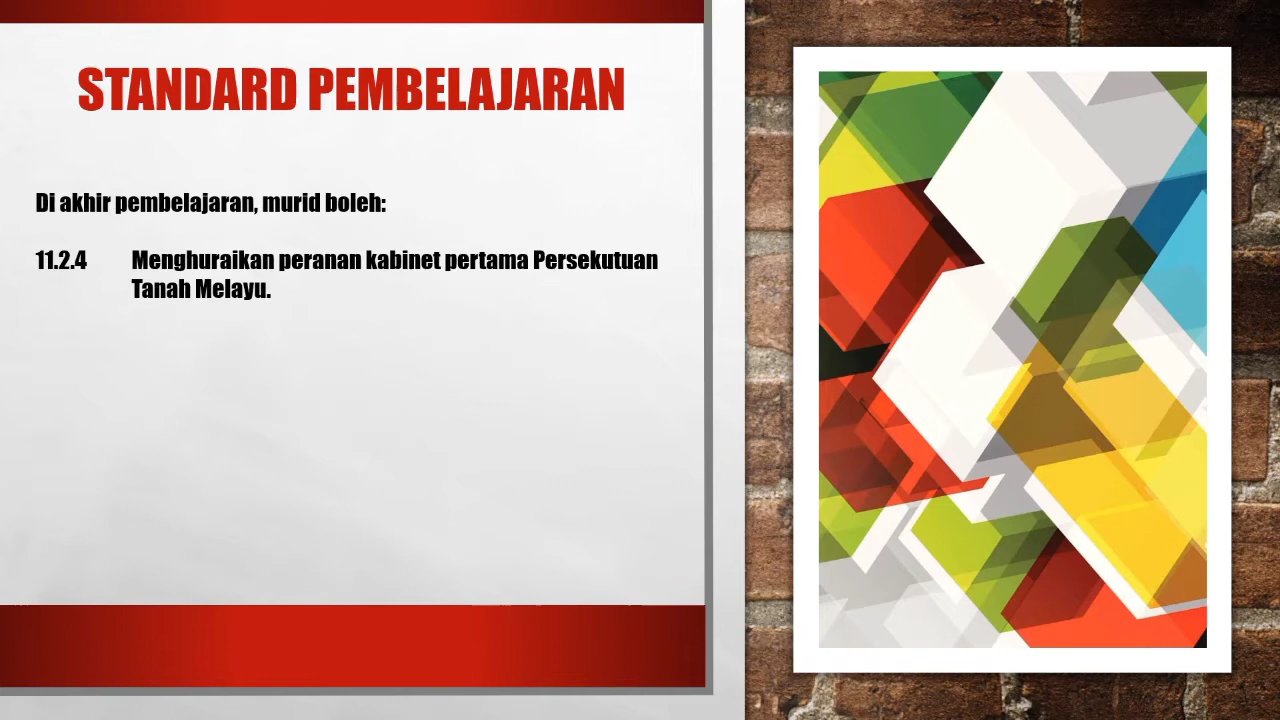 STANDARD PEMBELAJARAN
Di akhir pembelajaran, murid boleh:
11.2.4 Menghuraikan peranan kabinet pertama Persekutuan
Tanah Melayu.